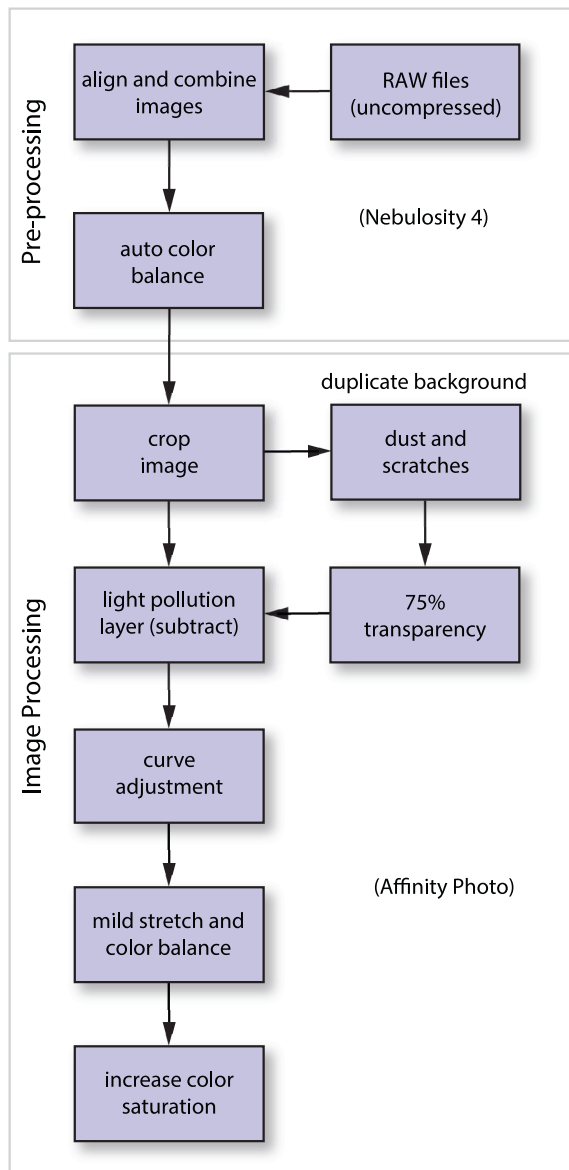 Pre-processing
align and combine
images
RAW files
(uncompressed)
auto color
balance
(Nebulosity 4)
Image Processing
duplicate background
crop
image
dust and
scratches
light pollution
layer (subtract)
75%
transparency
curve
adjustment
mild stretch and
color balance
(Affinity Photo)
increase color
saturation